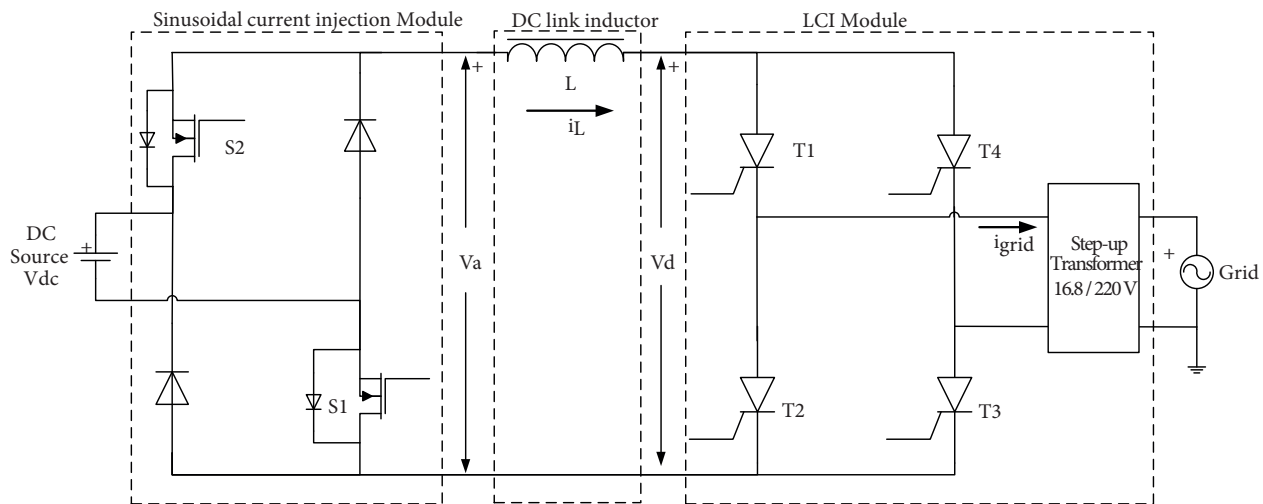 Sinusoidal current injection Module
DC link inductor
LCI Module
+
+
L
iL
S2
T1
T4
DC
Source
Vdc
+
Va
Vd
igrid
Step-up
Transformer
16.8 / 220 V
+
Grid
S1
T2
T3